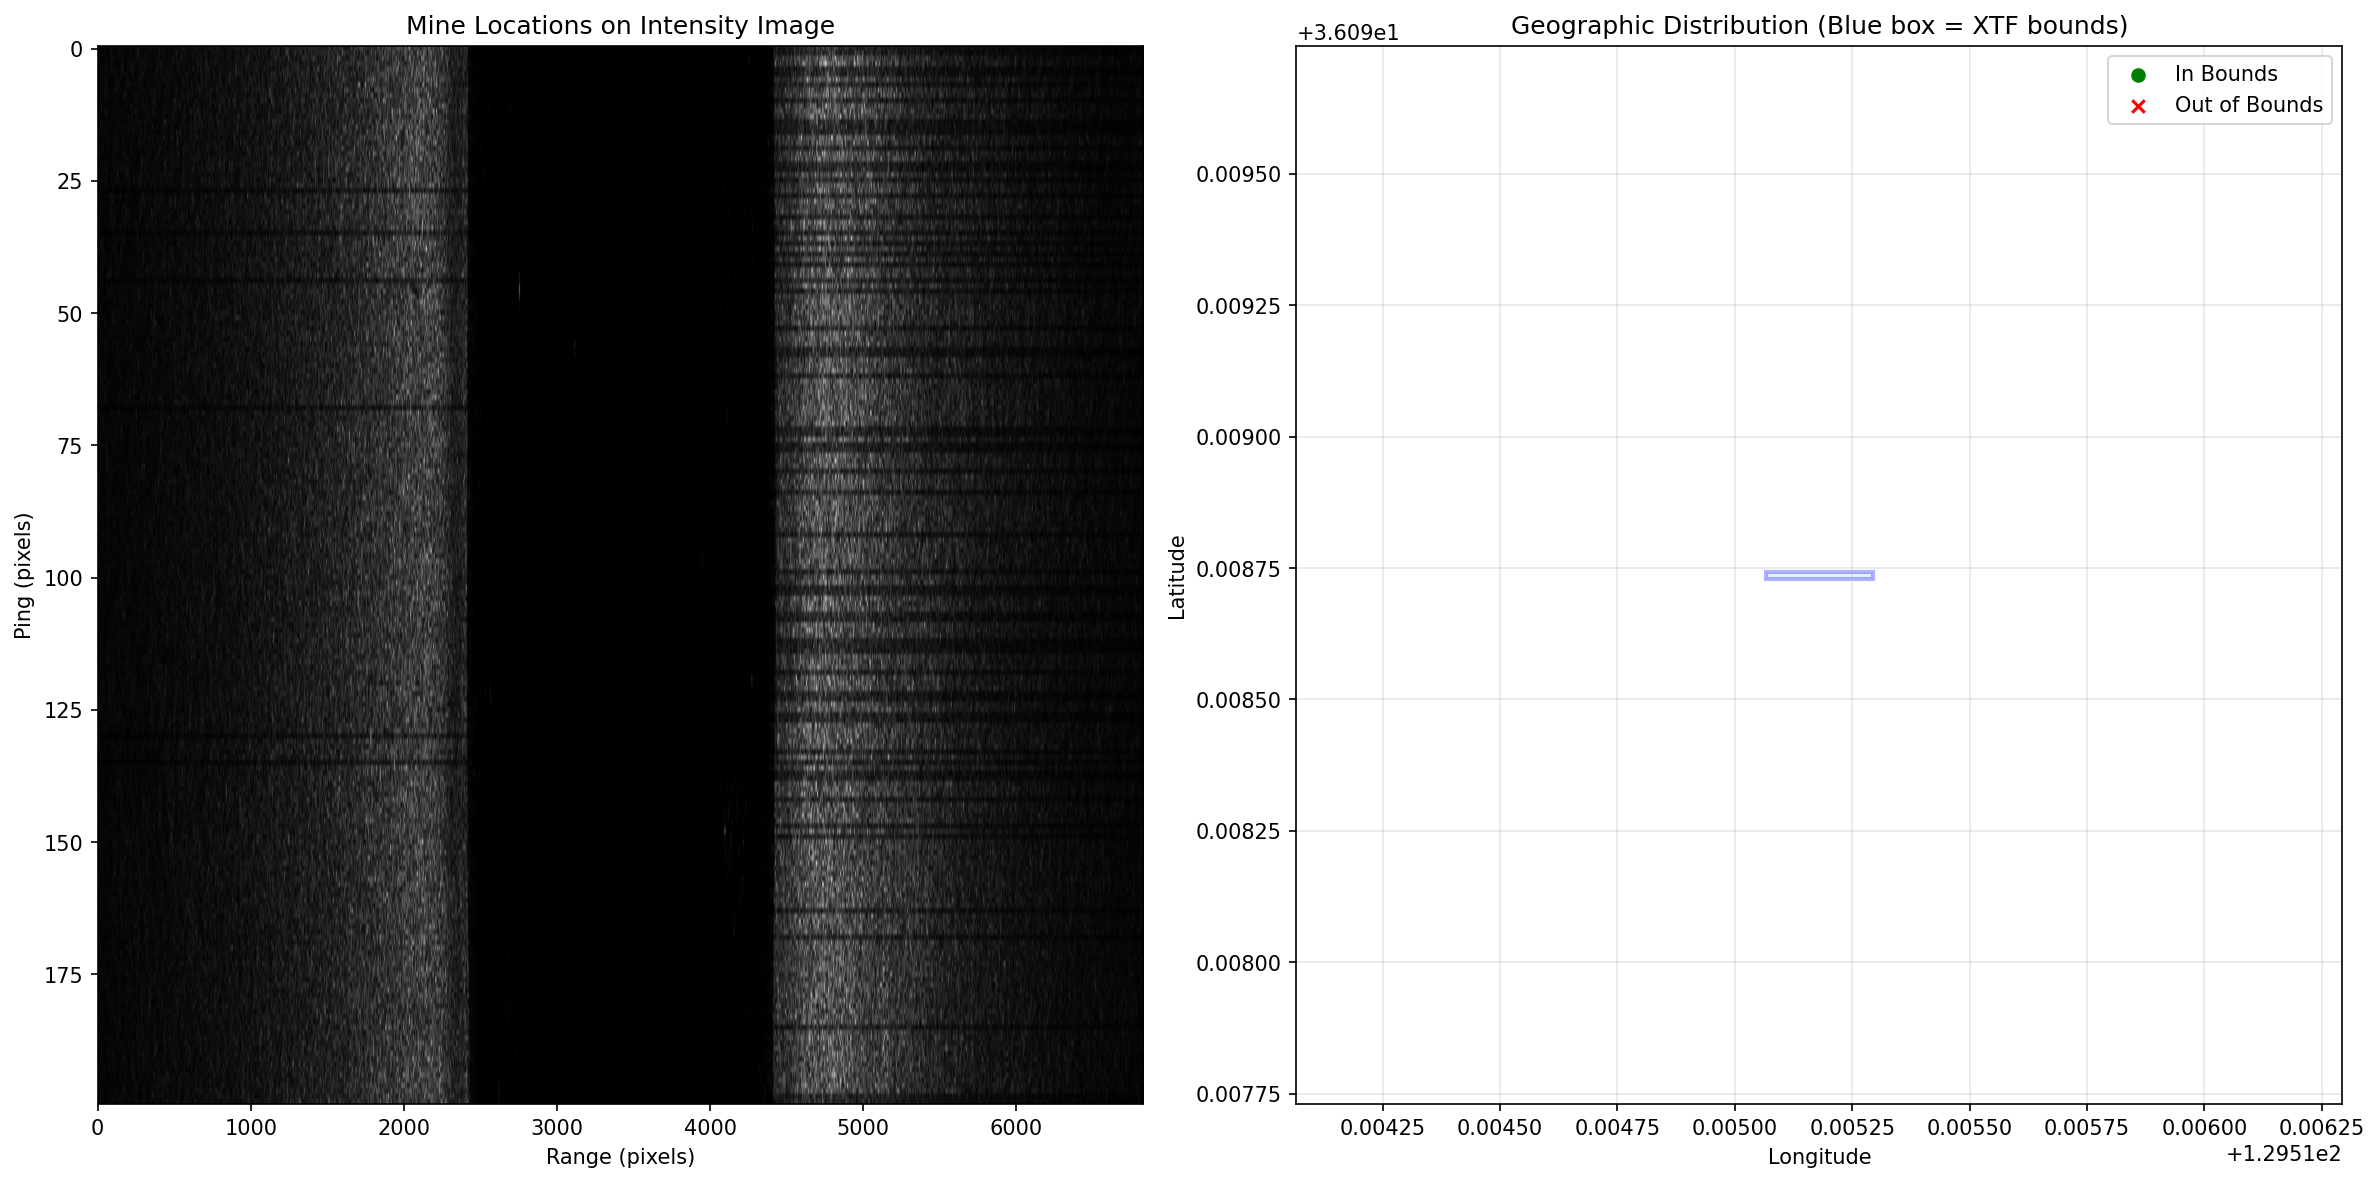 Mine Locations on Intensity Image
0
25
50
75
100
125
150
175
Ping (pixels)
0 1000 2000 3000 4000 5000 6000
Range (pixels)
Geographic Distribution (Blue box = XTF bounds)
+3.609e1
In Bounds
Out of Bounds
0.00950
0.00925
0.00900
0.00875
0.00850
0.00825
0.00800
0.00775
Latitude
0.00425 0.00450 0.00475 0.00500 0.00525 0.00550 0.00575 0.00600 0.00625
+1.2951e2
Longitude